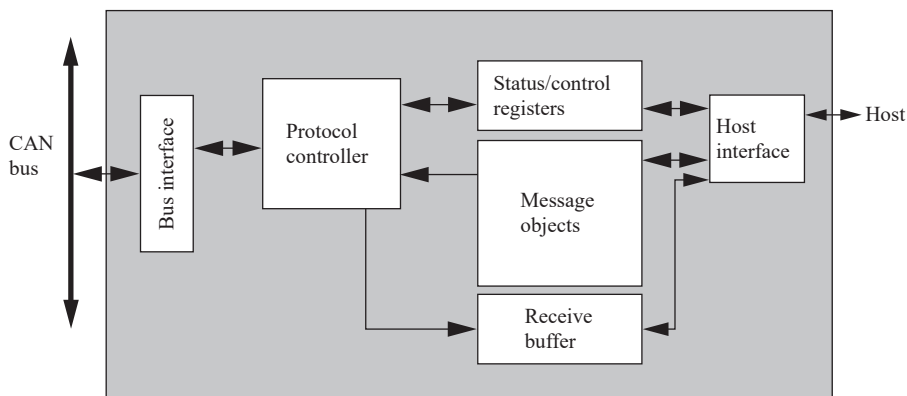 CAN
bus
Bus interface
Protocol
controller
Status/control
registers
Message
objects
Receive
buffer
Host
interface
Host